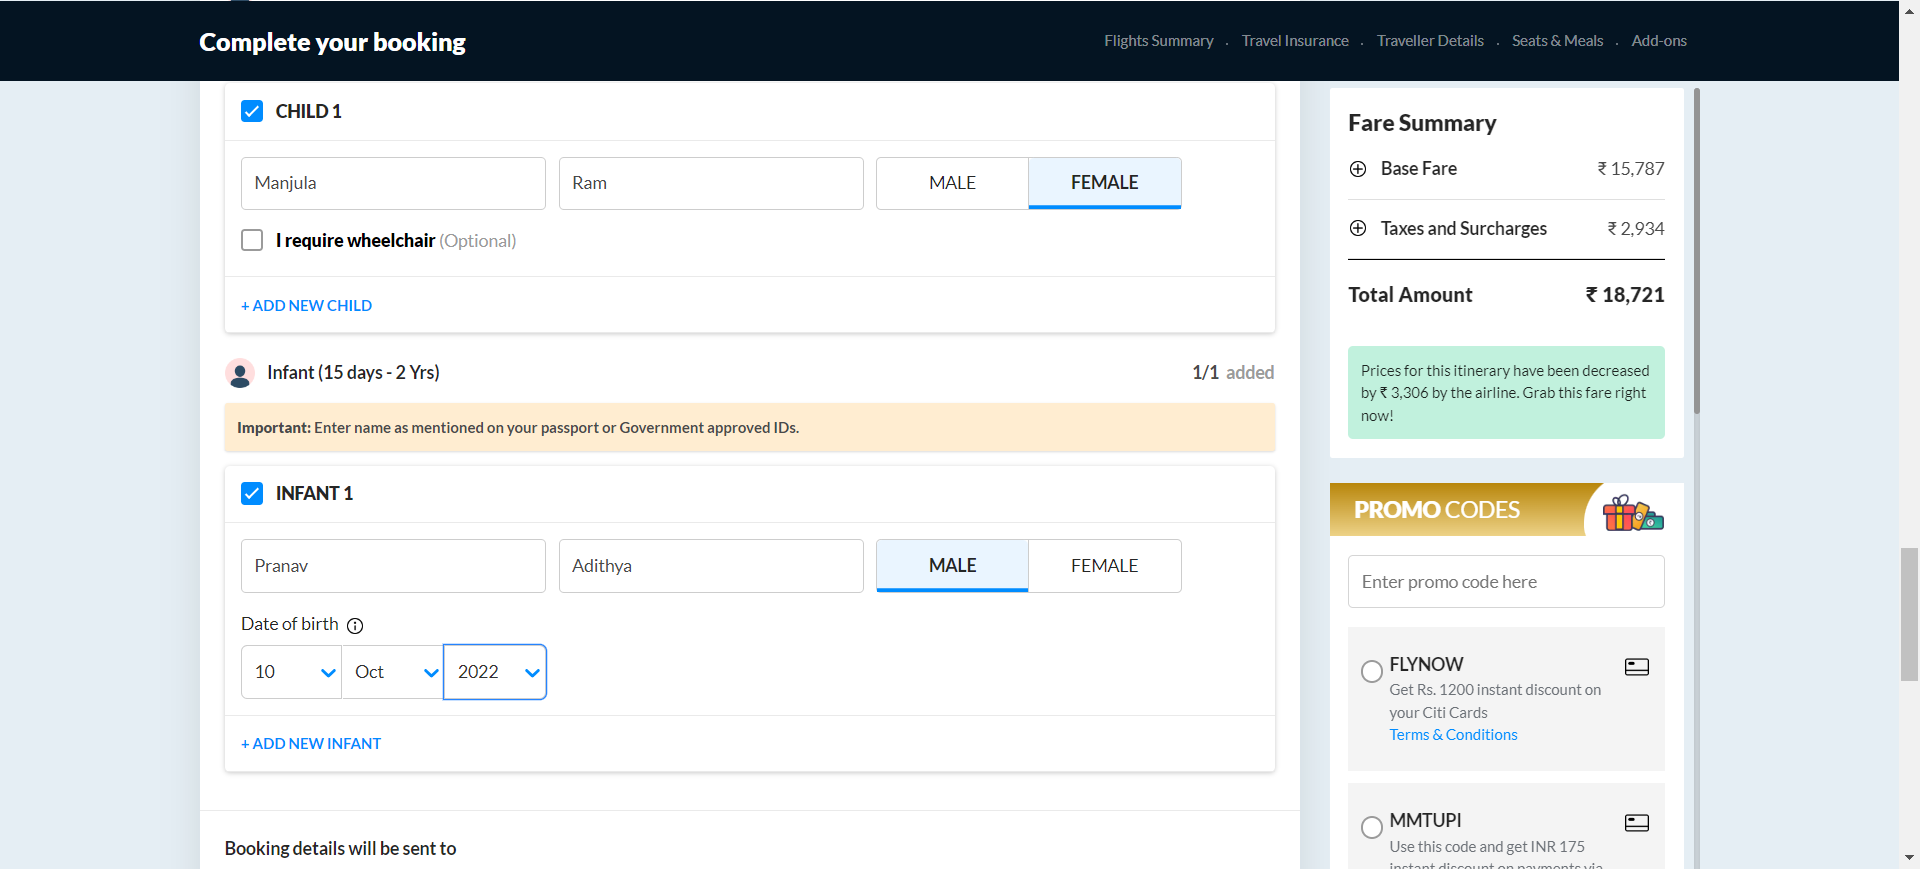 Complete your booking
Flights Summary . Travel Insurance . Traveller Details . Seats & Meals . Add-ons
CHILD 1
Manjula
Ram
MALE
FEMALE
I require wheelchair (Optional)
+ ADD NEW CHILD
Infant (15 days - 2 Yrs)
1/1 added
Important: Enter name as mentioned on your passport or Government approved IDs.
INFANT 1
Pranav
Adithya
MALE
FEMALE
Date of birth
10
Oct
2022
+ ADD NEW INFANT
Booking details will be sent to
Fare Summary
Base Fare
₹ 15,787
Taxes and Surcharges
₹ 2,934
Total Amount
₹ 18,721
Prices for this itinerary have been decreased
by ₹ 3,306 by the airline. Grab this fare right
now!
PROMO CODES
Enter promo code here
FLYNOW
Get Rs. 1200 instant discount on
your Citi Cards
Terms & Conditions
MMTUPI
Use this code and get INR 175
instant discount on payments via